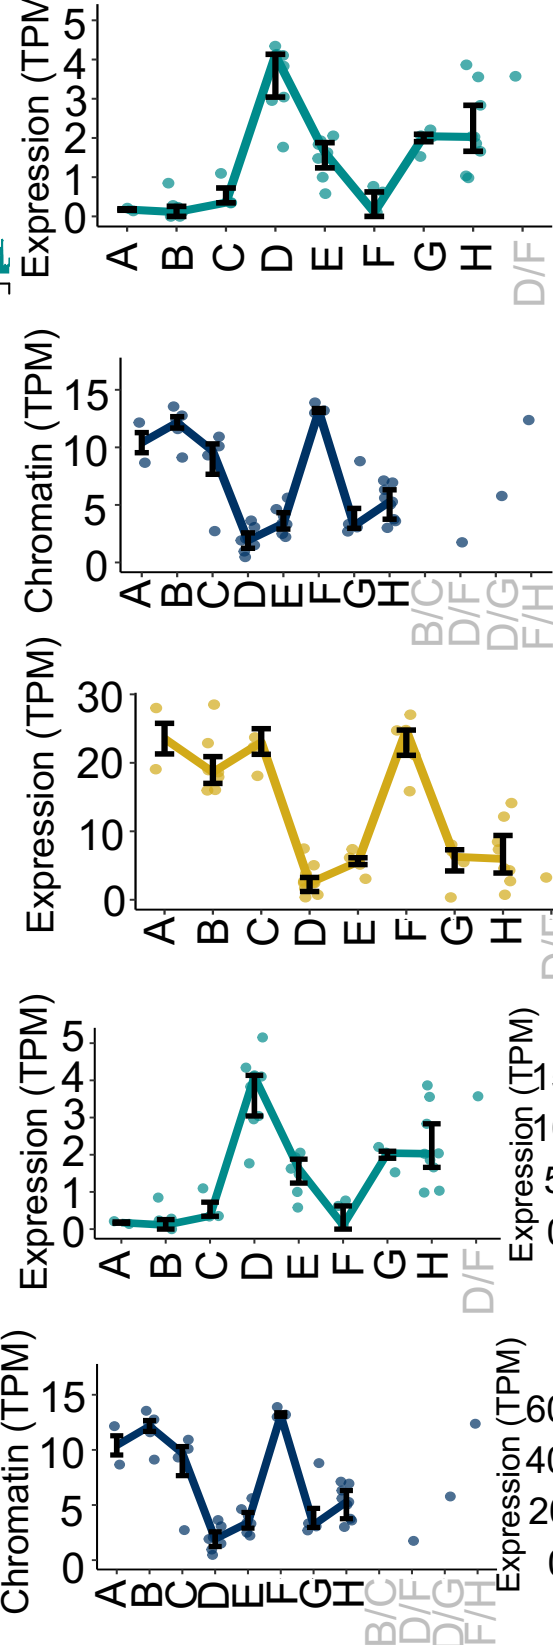 Expression (TPM
5
4
3
2
1
0
A B C D E F G H D/F
Chromatin (TPM)
15
10
5
0
A B C D E F G H B/C D/F D/G F/H
Expression (TPM)
30
20
10
0
A B C D E F G H
Expression (TPM)
5
4
3
2
1
0
A B C D E F G H D/F
Expression (TPM)
5
Chromatin (TPM)
15
10
5
0
A B C D E F G H B/C D/F D/G F/H
Expression (TPM)
60
40